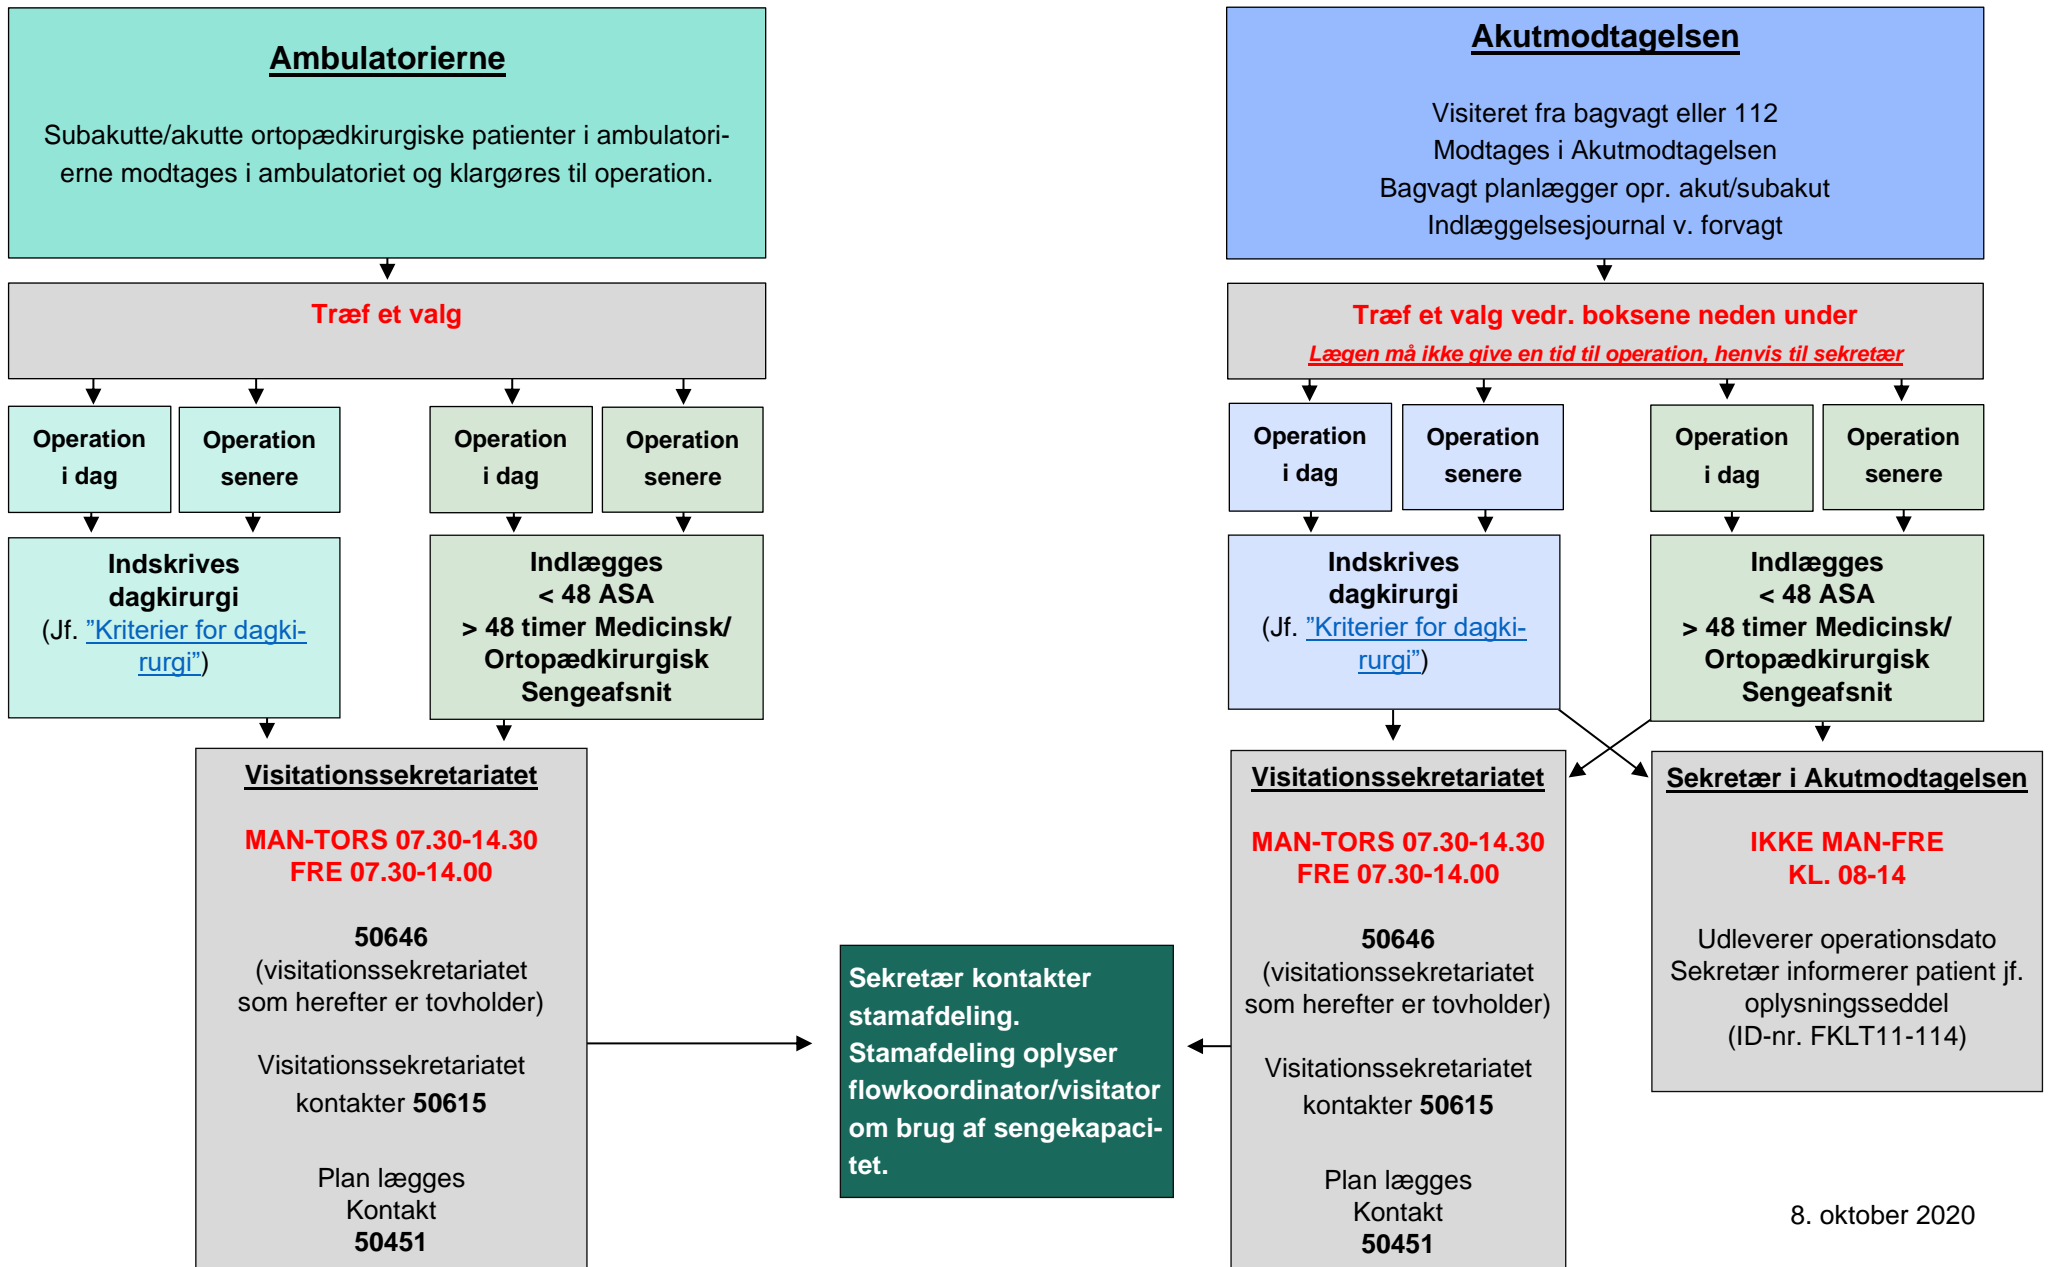 Ambulatorierne
Subakutte/akutte ortopædkirurgiske patienter i ambulatori-
erne modtages i ambulatoriet og klargøres til operation.
Træf et valg
Operation
i dag
Operation
senere
Operation
i dag
Operation
senere
Indskrives
dagkirurgi
(Jf. ”Kriterier for dagki-
rurgi”)
Indlægges
< 48 ASA
> 48 timer Medicinsk/
Ortopædkirurgisk
Sengeafsnit
Visitationssekretariatet
MAN-TORS 07.30-14.30
FRE 07.30-14.00
50646
(visitationssekretariatet
som herefter er tovholder)
Visitationssekretariatet
kontakter 50615
Plan lægges
Kontakt
50451
Sekretær kontakter
stamafdeling.
Stamafdeling oplyser
flowkoordinator/visitator
om brug af sengekapaci-
tet.
Akutmodtagelsen
Visiteret fra bagvagt eller 112
Modtages i Akutmodtagelsen
Bagvagt planlægger opr. akut/subakut
Indlæggelsesjournal v. forvagt
Træf et valg vedr. boksene neden under
Lægen må ikke give en tid til operation, henvis til sekretær
Operation
i dag
Operation
senere
Operation
i dag
Operation
senere
Indskrives
dagkirurgi
(Jf. ”Kriterier for dagki-
rurgi”)
Indlægges
< 48 ASA
> 48 timer Medicinsk/
Ortopædkirurgisk
Sengeafsnit
Visitationssekretariatet
MAN-TORS 07.30-14.30
FRE 07.30-14.00
50646
(visitationssekretariatet
som herefter er tovholder)
Visitationssekretariatet
kontakter 50615
Plan lægges
Kontakt
50451
Sekretær i Akutmodtagelsen
IKKE MAN-FRE
KL. 08-14
Udleverer operationsdato
Sekretær informerer patient jf.
oplysningsseddel
(ID-nr. FKLT11-114)
8. oktober 2020